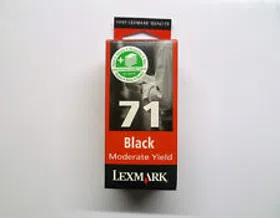 71
Black
Moderate Yield
LEXMARK